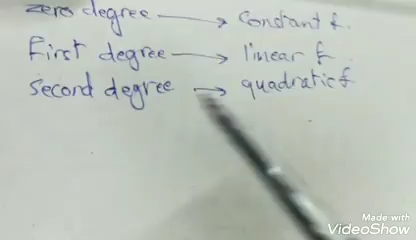 zero degree → Constant f.
First degree → linear f
second degree → quadratic f
Made with
VideoShow